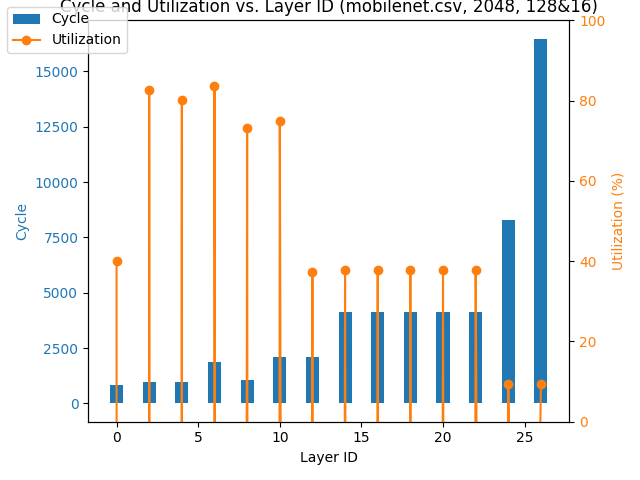 Cycle and Utilization vs. Layer ID (mobilenet.csv, 2048, 128&16)
Cycle
Utilization
100
80
60
40
20
0
15000
12500
10000
7500
5000
2500
0
Cycle
Utilization (%)
0 5 10 15 20 25
Layer ID